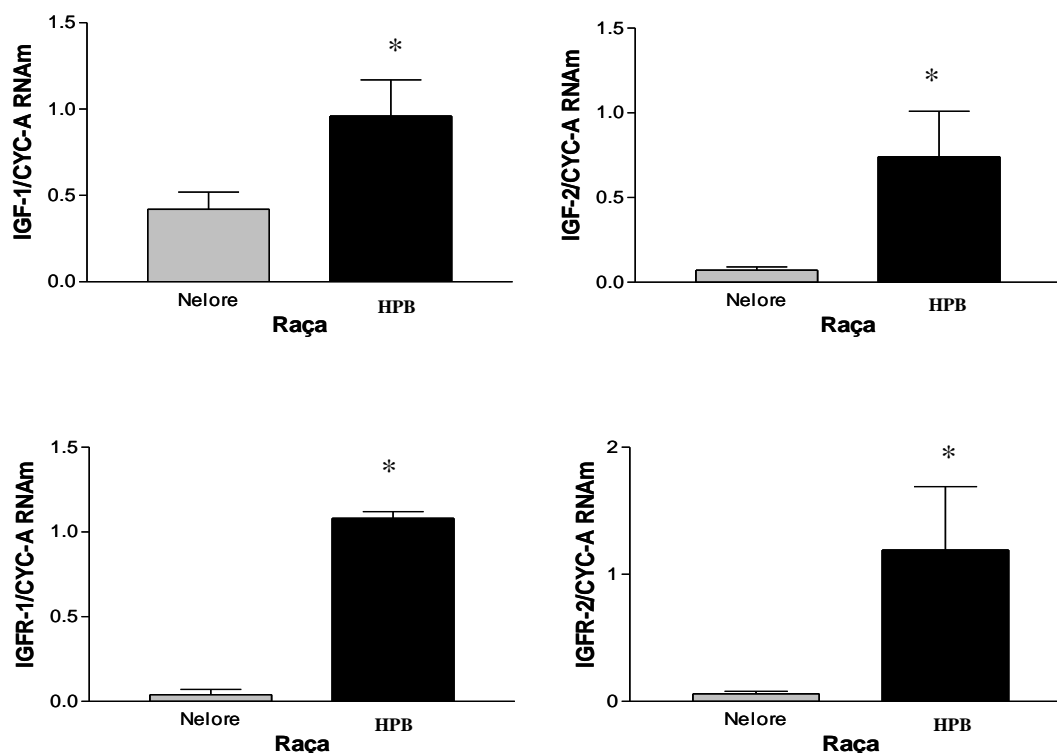 IGF-1/CYC-A RNAm
1.5
1.0
0.5
0.0
*
Nelore
HPB
Raça
IGF-2/CYC-A RNAm
1.5
1.0
0.5
0.0
*
Nelore
HPB
Raça
IGFR-1/CYC-A RNAm
1.5
1.0
0.5
0.0
*
Nelore
HPB
Raça
IGFR-2/CYC-A RNAm
2
1
0
*
Nelore
HPB
Raça